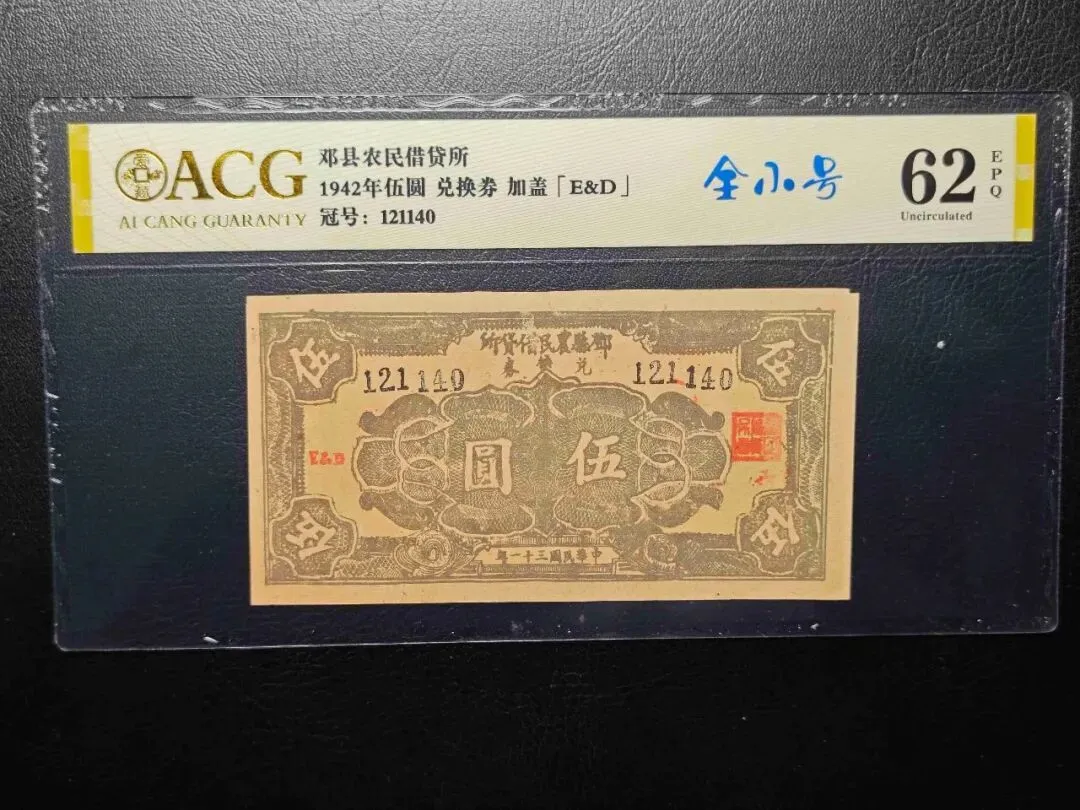 ACG
AI CANG GUARANTY
邓县农民借贷所
1942年伍圆 兑换券 加盖「E&D」
冠号：121140
全小号
62
Uncirculated
EPQ
鄧縣農民借貸所
兌換券
伍
伍
121140
121140
E&D
伍圓
伍
伍
中華民國三十一年